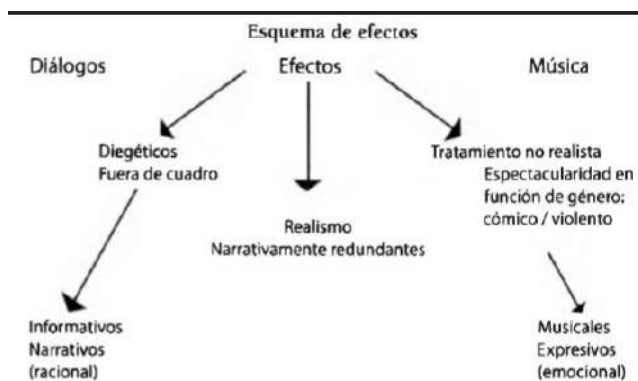 Esquema de efectos
Diálogos
Efectos
Música
Diegéticos
Fuera de cuadro
Tratamiento no realista
Espectacularidad en
función de género:
cómico / violento
Realismo
Narrativamente redundantes
Informativos
Narrativos
(racional)
Musicales
Expresivos
(emocional)